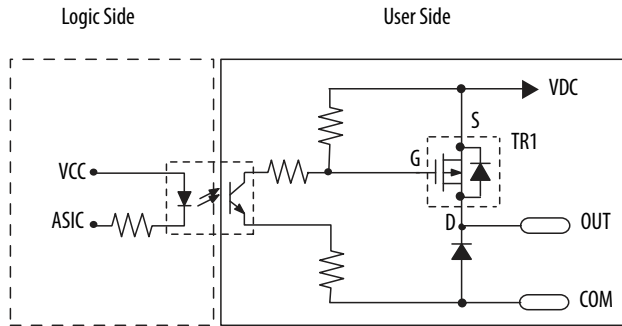 Logic Side
User Side
VDC
S
TR1
G
VCC
ASIC
D
OUT
COM